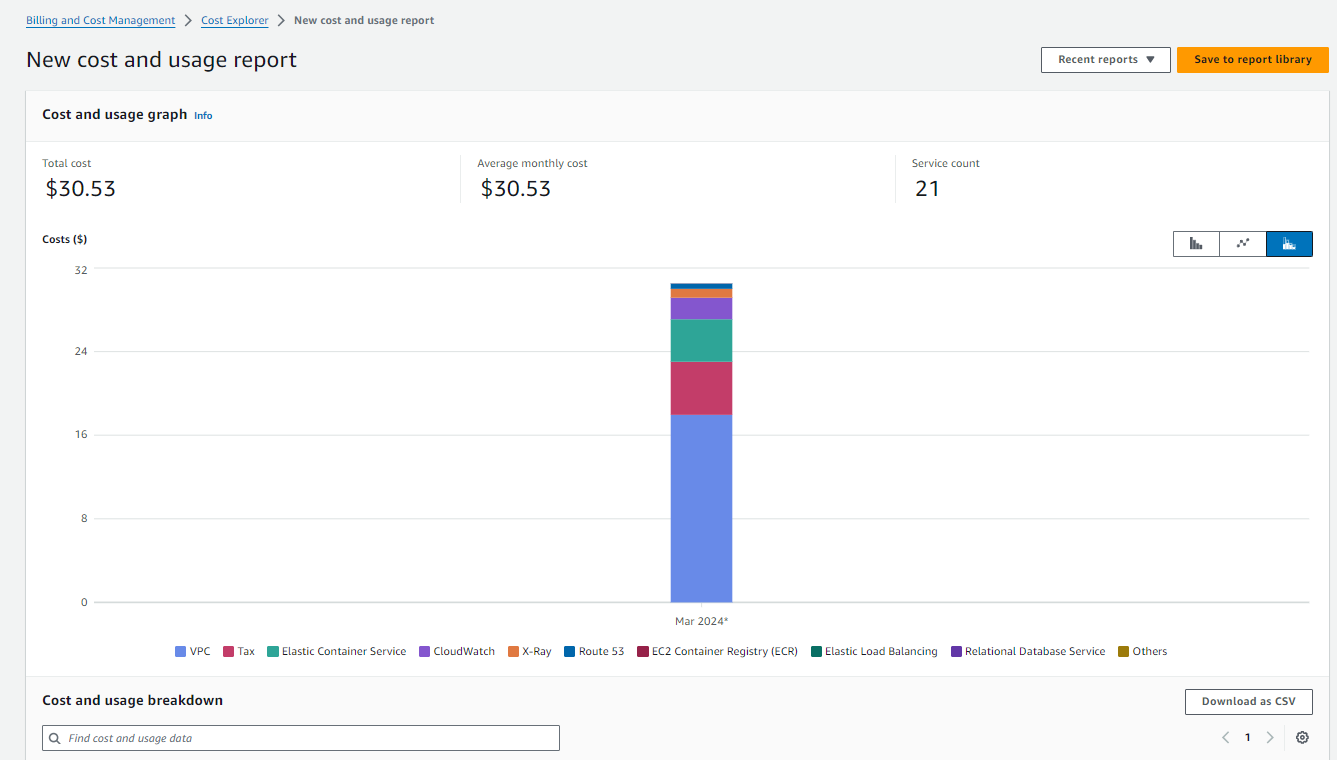 Billing and Cost Management > Cost Explorer > New cost and usage report
New cost and usage report
Recent reports ▼
Save to report library
Cost and usage graph Info
Total cost
$30.53
Average monthly cost
$30.53
Service count
21
Costs ($)
32
24
16
8
0
Mar 2024*
VPC Tax Elastic Container Service CloudWatch X-Ray Route 53 EC2 Container Registry (ECR) Elastic Load Balancing Relational Database Service Others
Cost and usage breakdown
Download as CSV
Find cost and usage data
1